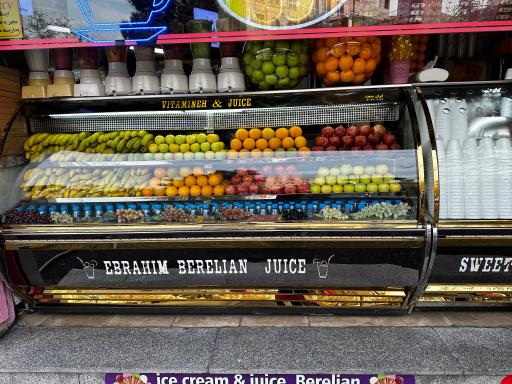 VITAMINEH & JUICE
EBRAHIM BERELIAN JUICE
SWEET
ice cream & juice Berelian